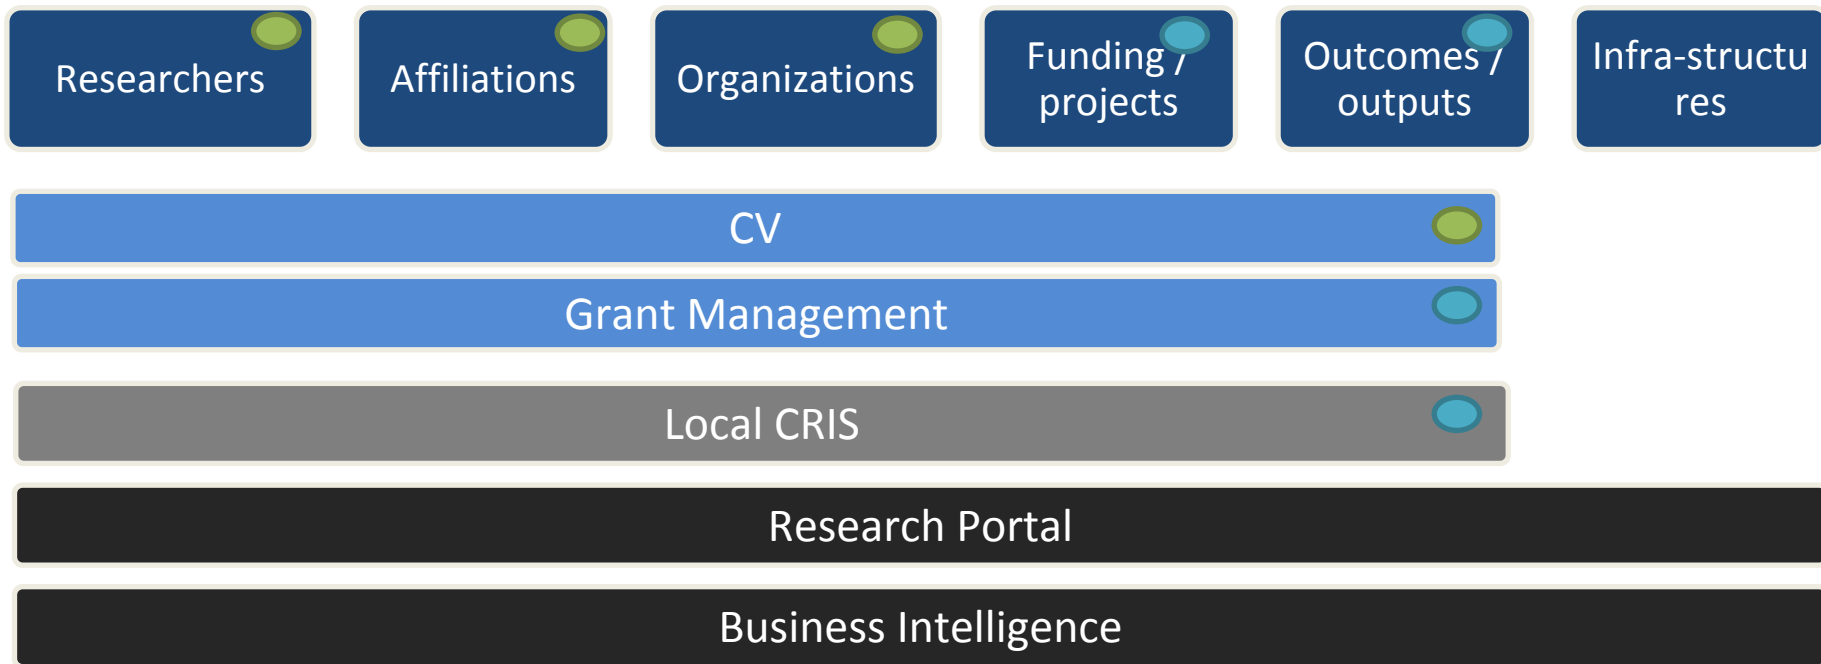 Researchers
Affiliations
Organizations
Funding /
projects
Outcomes /
outputs
Infra-structu
res
CV
Grant Management
Local CRIS
Research Portal
Business Intelligence